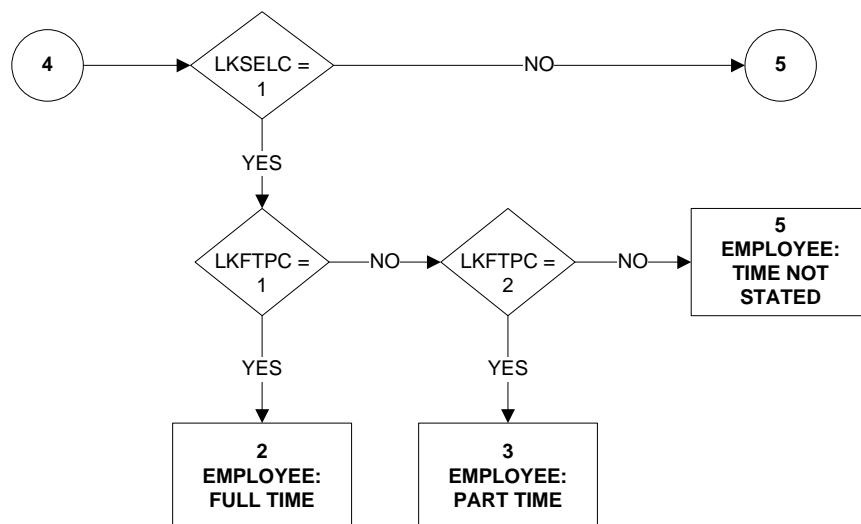 4
LKSELC =
1
NO
5
YES
LKFTPC =
1
NO
LKFTPC =
2
NO
5
EMPLOYEE:
TIME NOT
STATED
YES
YES
2
EMPLOYEE:
FULL TIME
3
EMPLOYEE:
PART TIME